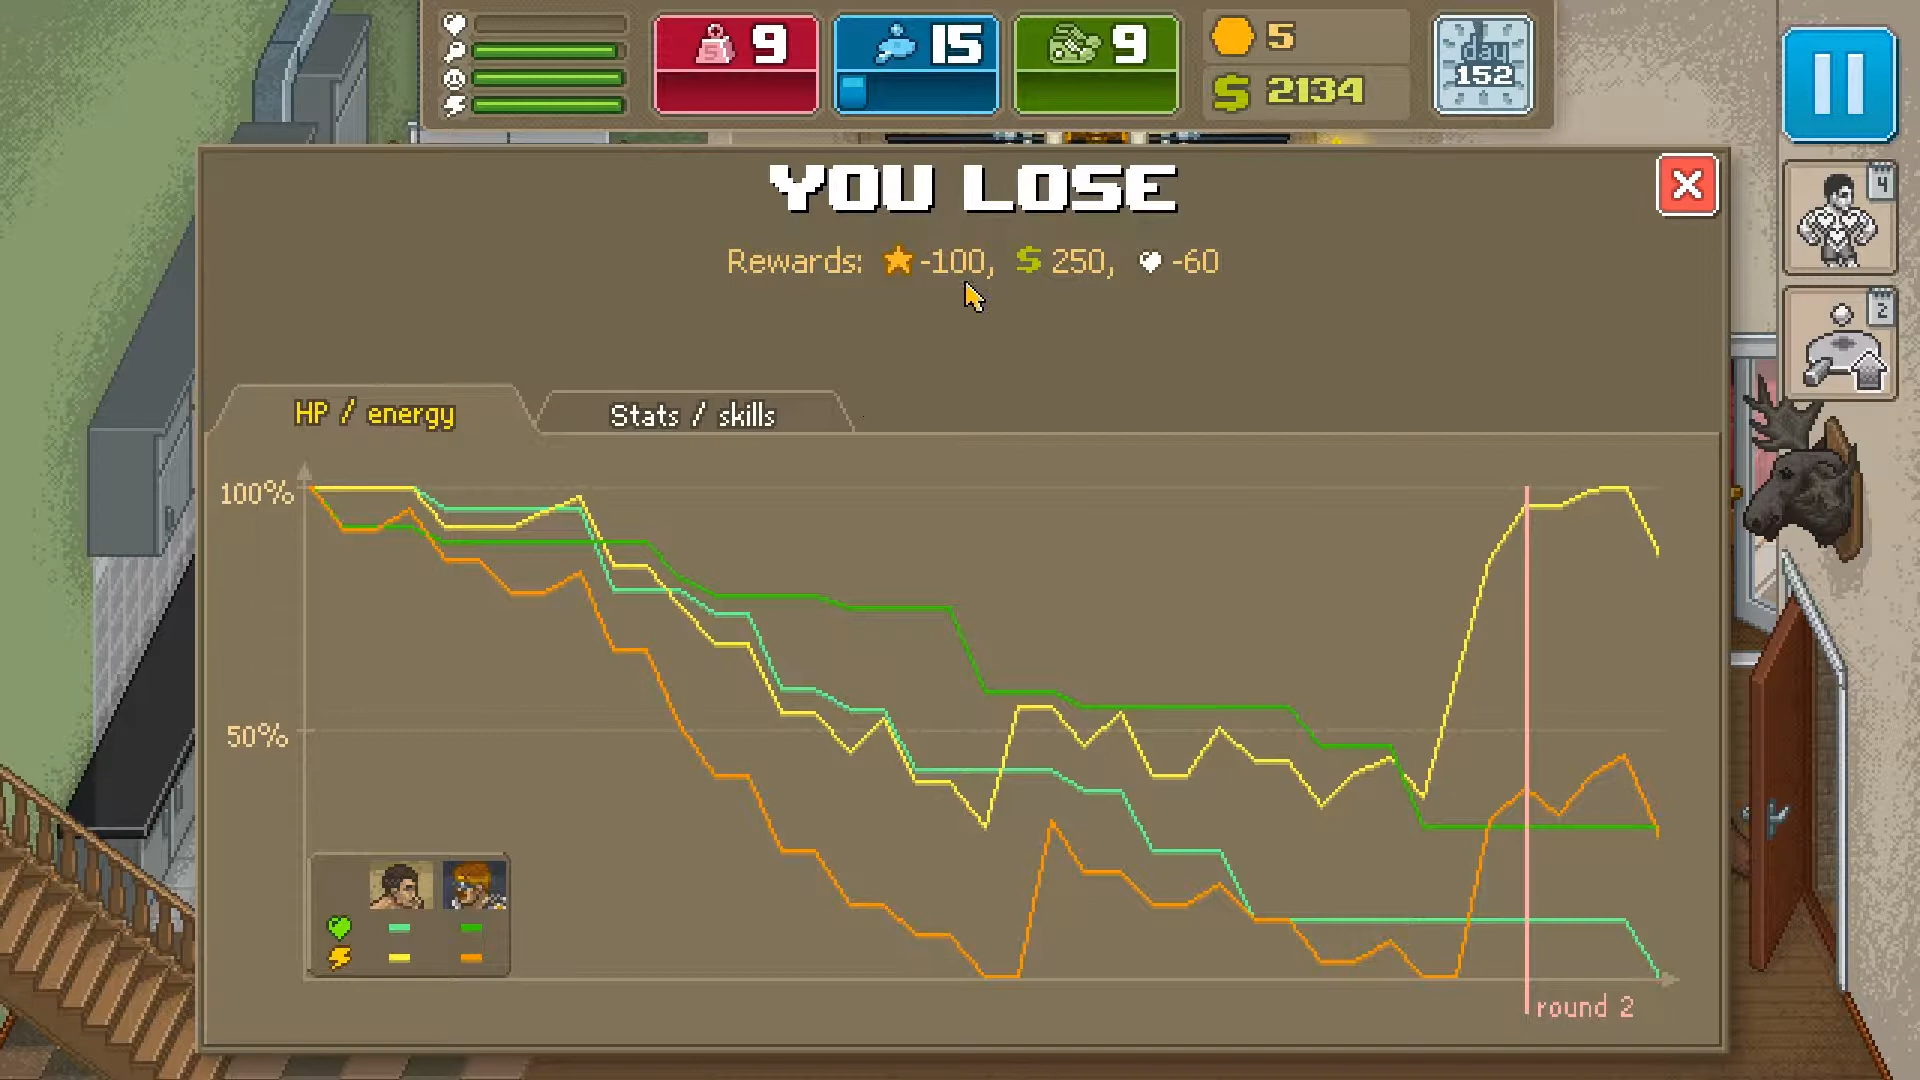 9
15
9
5
$ 2134
day
152
YOU LOSE
Rewards: -100, $ 250, -60
4
2
HP / energy
Stats / skills
100%
50%
round 2